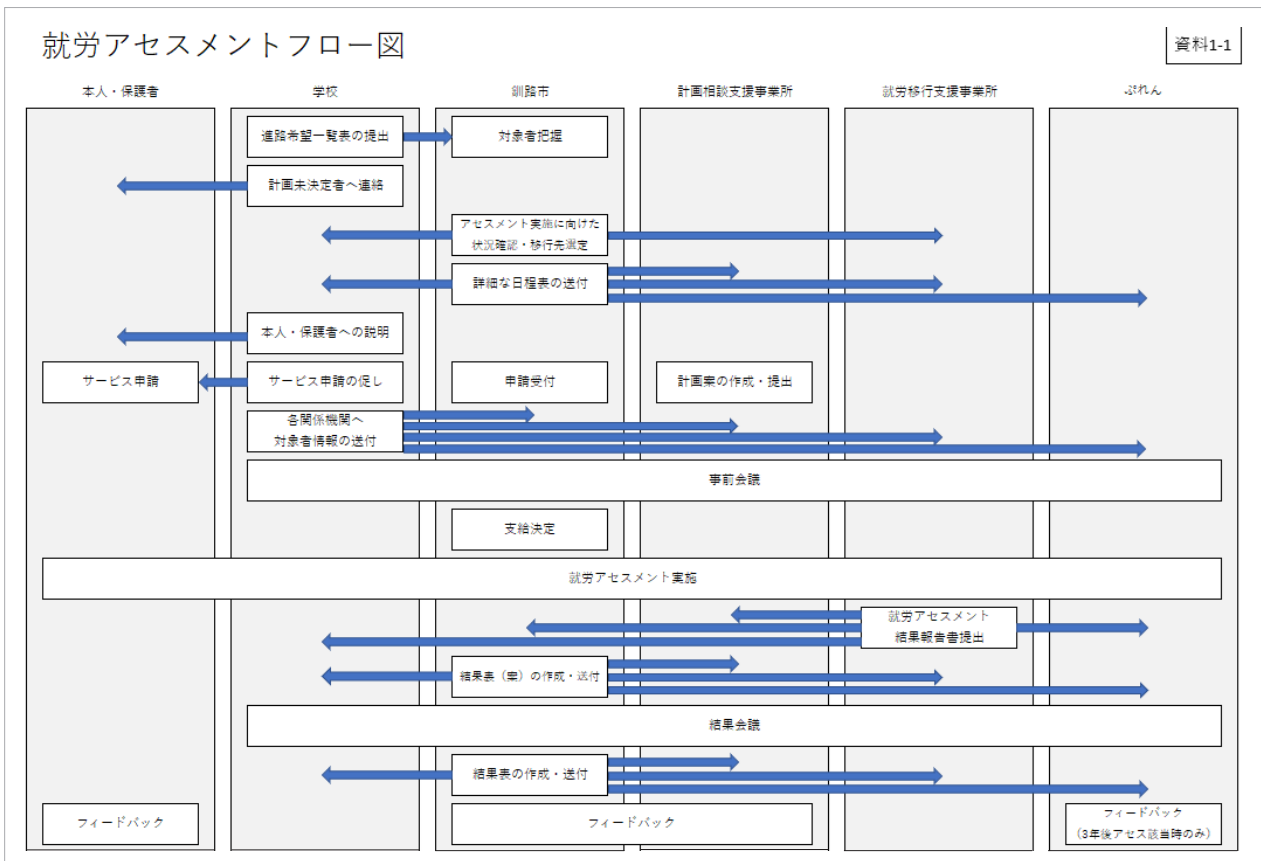 就労アセスメントフロー図
資料1-1
本人・保護者
学校
釧路市
計画相談支援事業所
就労移行支援事業所
ぷれん
進路希望一覧表の提出
対象者把握
計画未決定者へ連絡
アセスメント実施に向けた
状況確認・移行先選定
詳細な日程表の送付
本人・保護者への説明
サービス申請
サービス申請の促し
申請受付
計画案の作成・提出
各関係機関へ
対象者情報の送付
事前会議
支給決定
就労アセスメント実施
就労アセスメント
結果報告書提出
結果表（案）の作成・送付
結果会議
結果表の作成・送付
フィードバック
フィードバック
フィードバック
(3年後アセス該当時のみ)